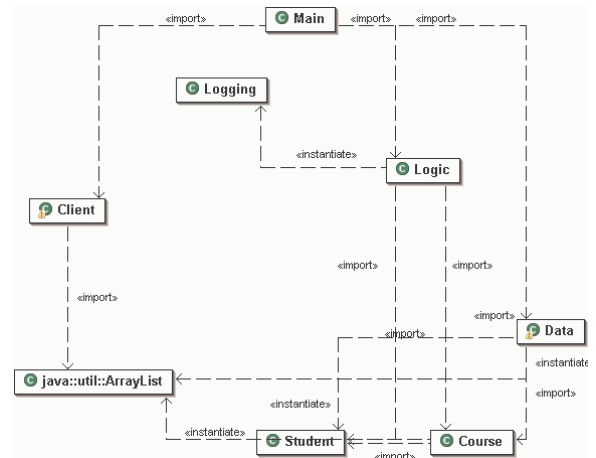 «import»
Main
«import»
«import»
Logging
«instantiate»
Logic
Client
«import»
«import»
«import»
«import»
Data
«import»
«instantiate
java::util::ArrayList
«import»
«instantiate»
«instantiate»
Student
Course
«import»